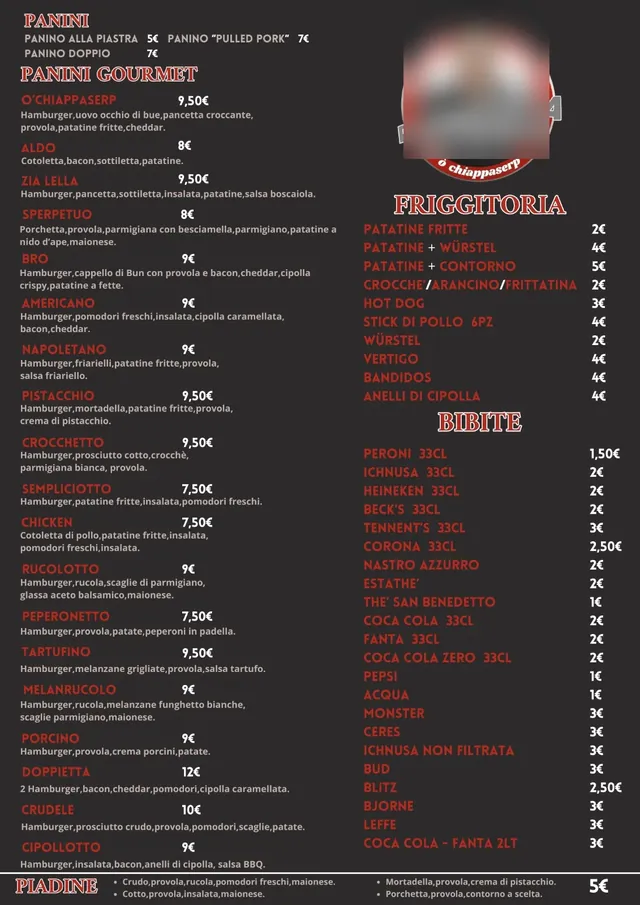 PANINI
PANINO ALLA PIASTRA 5€ PANINO “PULLED PORK” 7€
PANINO DOPPIO 7€
PANINI GOURMET
O'CHIAPPASERP 9,50€
Hamburger,uovo occhio di bue,pancetta croccante,
provola,patatine fritte,cheddar.
ALDO 8€
Cotoletta,bacon,sottiletta,patatine.
ZIA LELLA 9,50€
Hamburger,pancetta,sottiletta,insalata,patatine,salsa boscaiola.
SPERPETUO 8€
Porchetta,provola,parmigiana con besciamella,parmigiano,patatine a
nido d'ape,maionese.
BRO 9€
Hamburger,cappello di Bun con provola e bacon,cheddar,cipolla
crispy,patatine a fette.
AMERICANO 9€
Hamburger,pomodori freschi,insalata,cipolla caramellata,
bacon,cheddar.
NAPOLETANO 9€
Hamburger,friarielli,patatine fritte,provola,
salsa friariello.
PISTACCHIO 9,50€
Hamburger,mortadella,patatine fritte,provola,
crema di pistacchio.
CROCCHETTO 9,50€
Hamburger,prosciutto cotto,crocchè,
parmigiana bianca, provola.
SEMPLICIOTTO 7,50€
Hamburger,patatine fritte,insalata,pomodori freschi.
CHICKEN 7,50€
Cotoletta di pollo,patatine fritte,insalata,
pomodori freschi,insalata.
RUCOLOTTO 9€
Hamburger,rucola,scaglie di parmigiano,
glassa aceto balsamico,maionese.
PEPERONETTO 7,50€
Hamburger,provola,patate,peperoni in padella.
TARTUFINO 9,50€
Hamburger,melanzane grigliate,provola,salsa tartufo.
MELANRUCOLO 9€
Hamburger,rucola,melanzane funghetto bianche,
scaglie parmigiano,maionese.
PORCINO 9€
Hamburger,provola,crema porcini,patate.
DOPPIETTA 12€
2 Hamburger,bacon,cheddar,pomodori,cipolla caramellata.
CRUDELE 10€
Hamburger,prosciutto crudo,provola,pomodori,scaglie,patate.
CIPOLLOTTO 9€
Hamburger,insalata,bacon,anelli di cipolla, salsa BBQ.
ò chiappaserp
FRIGGITORIA
PATATINE FRITTE 2€
PATATINE + WÜRSTEL 4€
PATATINE + CONTORNO 5€
CROCCHE'/ARANCINO/FRITTATINA 2€
HOT DOG 3€
STICK DI POLLO 6PZ 4€
WÜRSTEL 2€
VERTIGO 4€
BANDIDOS 4€
ANELLI DI CIPOLLA 4€
BIBITE
PERONI 33CL 1,50€
ICHNUSA 33CL 2€
HEINEKEN 33CL 2€
BECK'S 33CL 2€
TENNENT'S 33CL 3€
CORONA 33CL 2,50€
NASTRO AZZURRO 2€
ESTATHE' 2€
THE' SAN BENEDETTO 1€
COCA COLA 33CL 2€
FANTA 33CL 2€
COCA COLA ZERO 33CL 2€
PEPSI 1€
ACQUA 1€
MONSTER 3€
CERES 3€
ICHNUSA NON FILTRATA 3€
BUD 3€
BLITZ 2,50€
BJORNE 3€
LEFFE 3€
COCA COLA - FANTA 2LT 3€
PIADINE
• Crudo,provola,rucola,pomodori freschi,maionese.
• Cotto,provola,insalata,maionese.
• Mortadella,provola,crema di pistacchio.
• Porchetta,provola,contorno a scelta.
5€